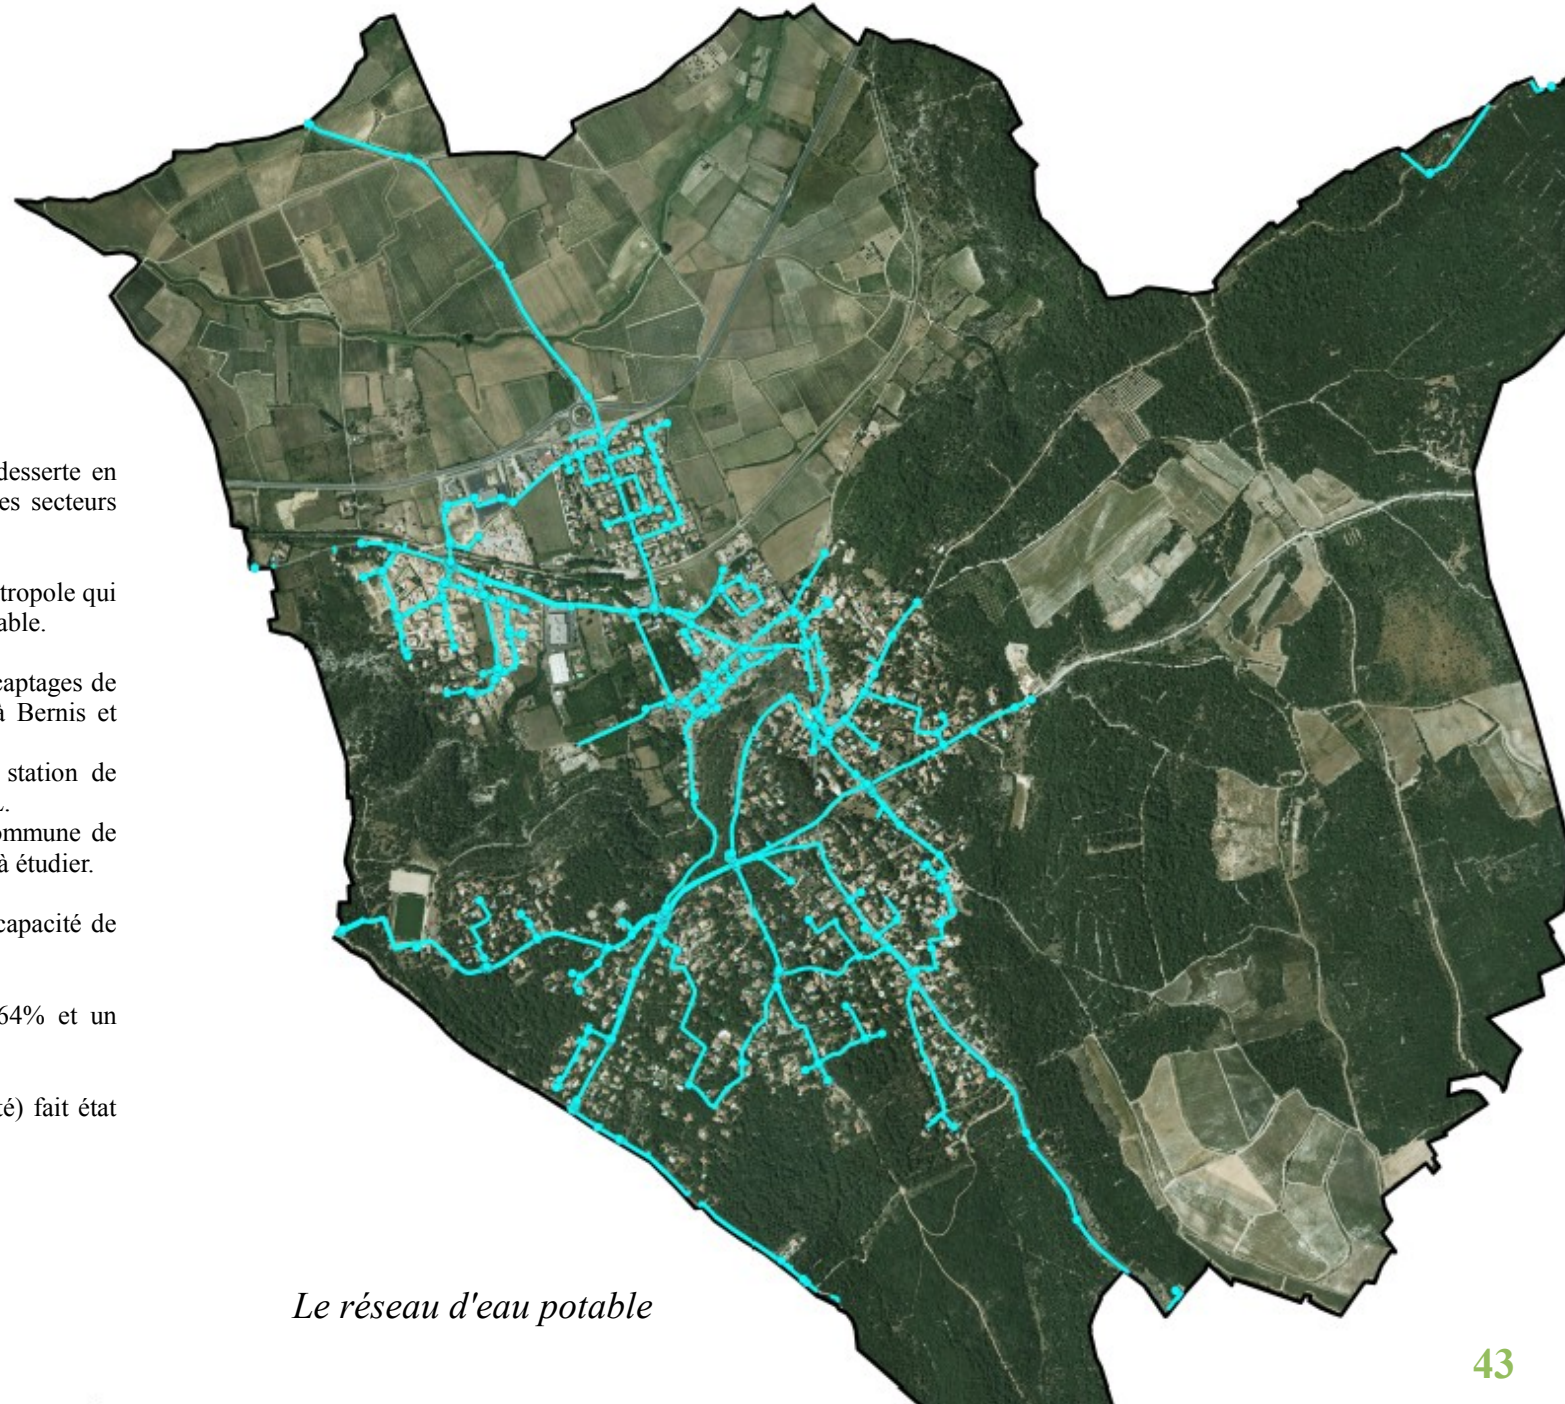 desserte en
es secteurs
tropole qui
able.
captages de
à Bernis et
station de
ommune de
à étudier.
capacité de
64% et un
té) fait état
Le réseau d'eau potable
43